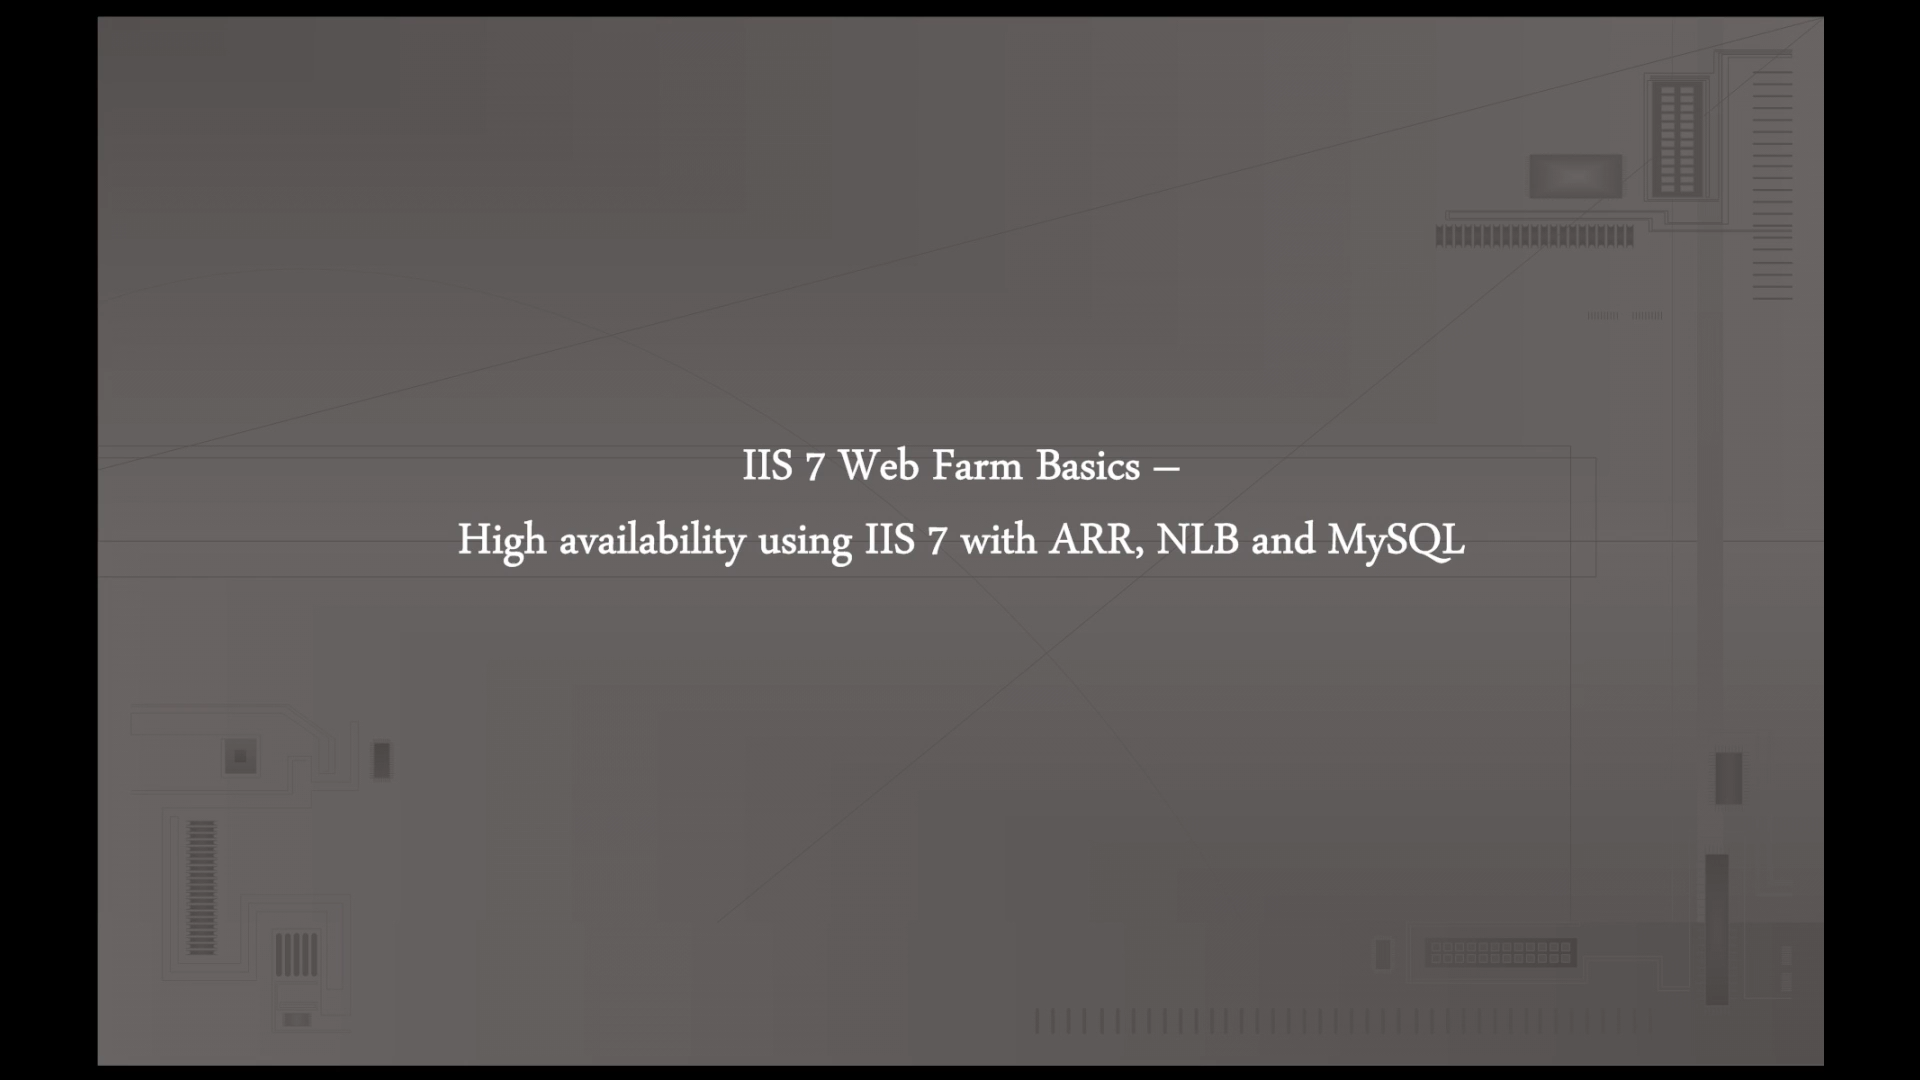 IIS 7 Web Farm Basics –
High availability using IIS 7 with ARR, NLB and MySQL